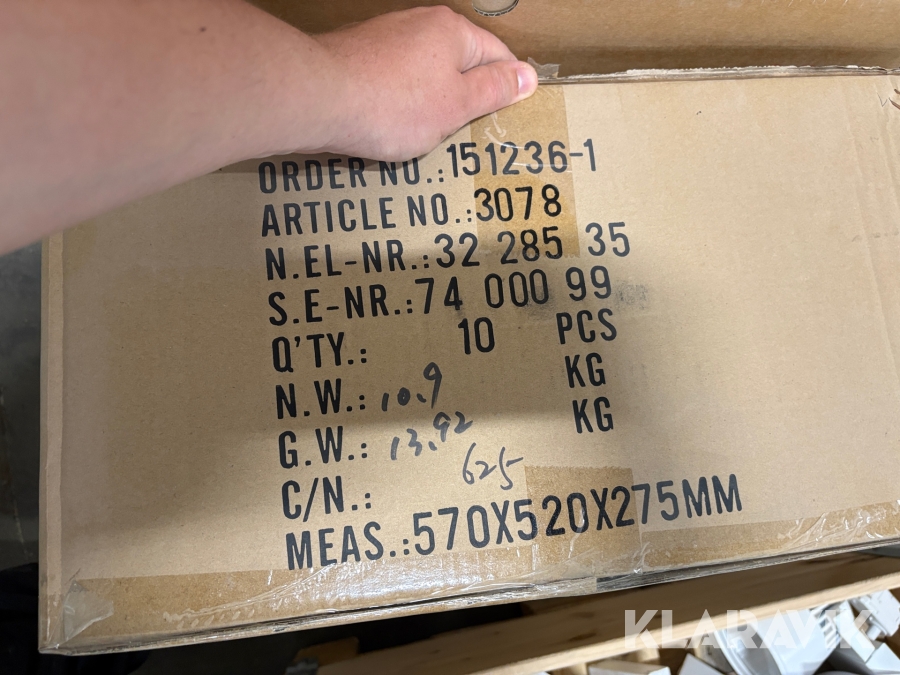 ORDER NO.:151236-1
ARTICLE NO.:3078
N.EL-NR.:32 285 35
S.E-NR.:74 000 99
Q'TY.: 10 PCS
N.W.: 10.9 KG
G.W.: 13.92 KG
C/N.: 625
MEAS.:570X520X275MM
KLARAVIK